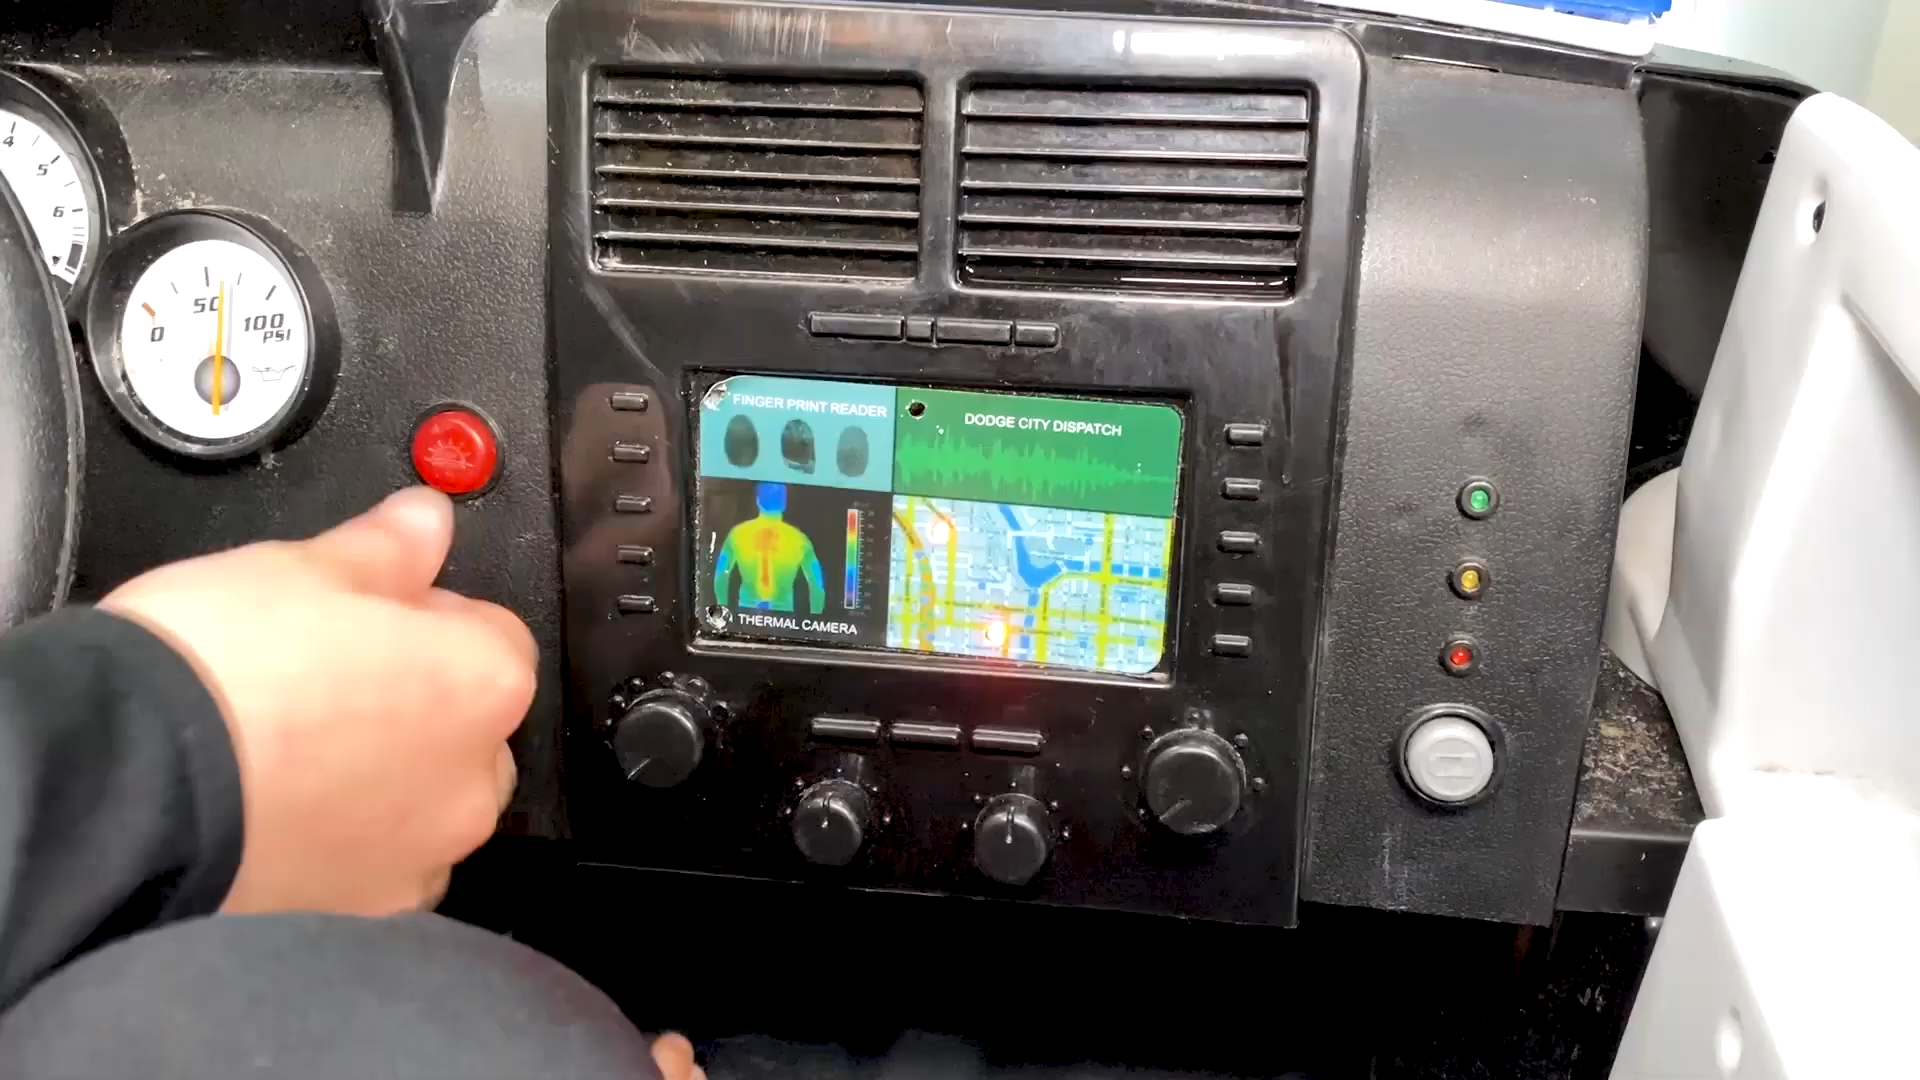 4
5
6
0
50
100
PSI
FINGER PRINT READER
DODGE CITY DISPATCH
THERMAL CAMERA